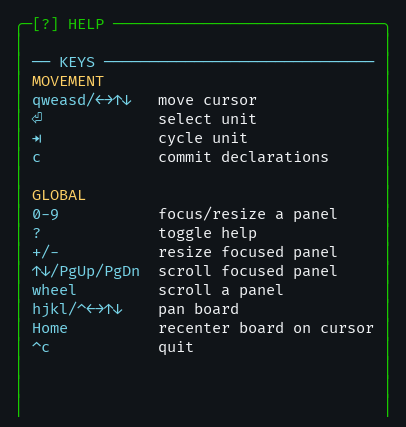 [?] HELP
KEYS
MOVEMENT
qweasd/←→↑↓ move cursor
⏎ select unit
⇥ cycle unit
c commit declarations
GLOBAL
0-9 focus/resize a panel
? toggle help
+/- resize focused panel
↑↓/PgUp/PgDn scroll focused panel
wheel scroll a panel
hjkl/^←→↑↓ pan board
Home recenter board on cursor
^c quit